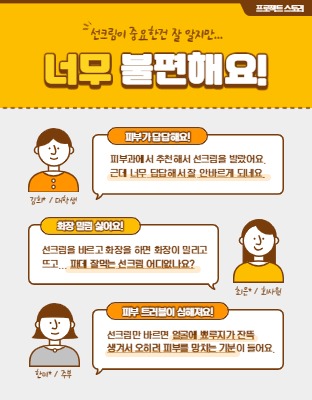 프로젝트 스토리
선크림이 중요한건 잘 알지만...
너무 불편해요!
피부가 답답해요!
피부과에서 추천해서 선크림을 발랐어요.
근데 너무 답답해서 잘 안바르게 되네요.
김희* / 대학생
화장 밀림 싫어요!
선크림을 바르고 화장을 하면 화장이 밀리고
뜨고... 피테 잘먹는 선크림 어디없나요?
최은* / 회사원
피부 트러블이 심해져요!
선크림만 바르면 얼굴에 뾰루지가 잔뜩
생겨서 오히려 피부를 망치는 기분이 들어요.
한미* / 주부